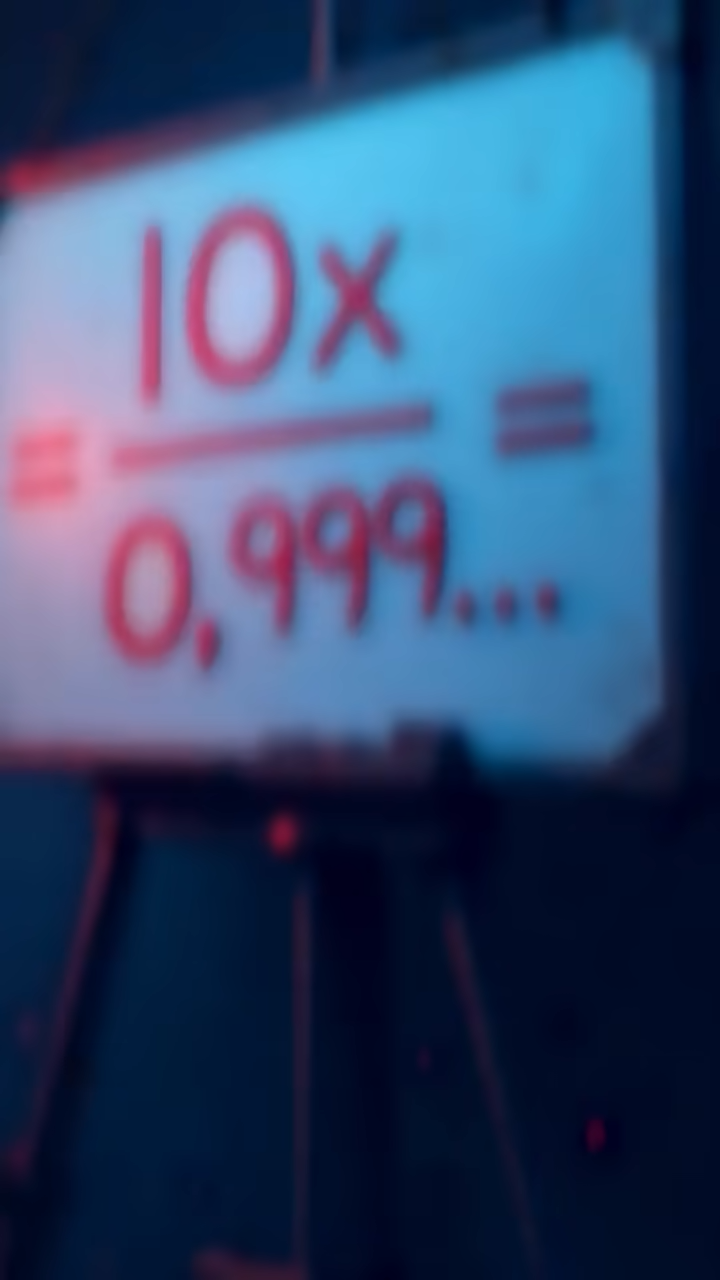 = 10x =
0,999...